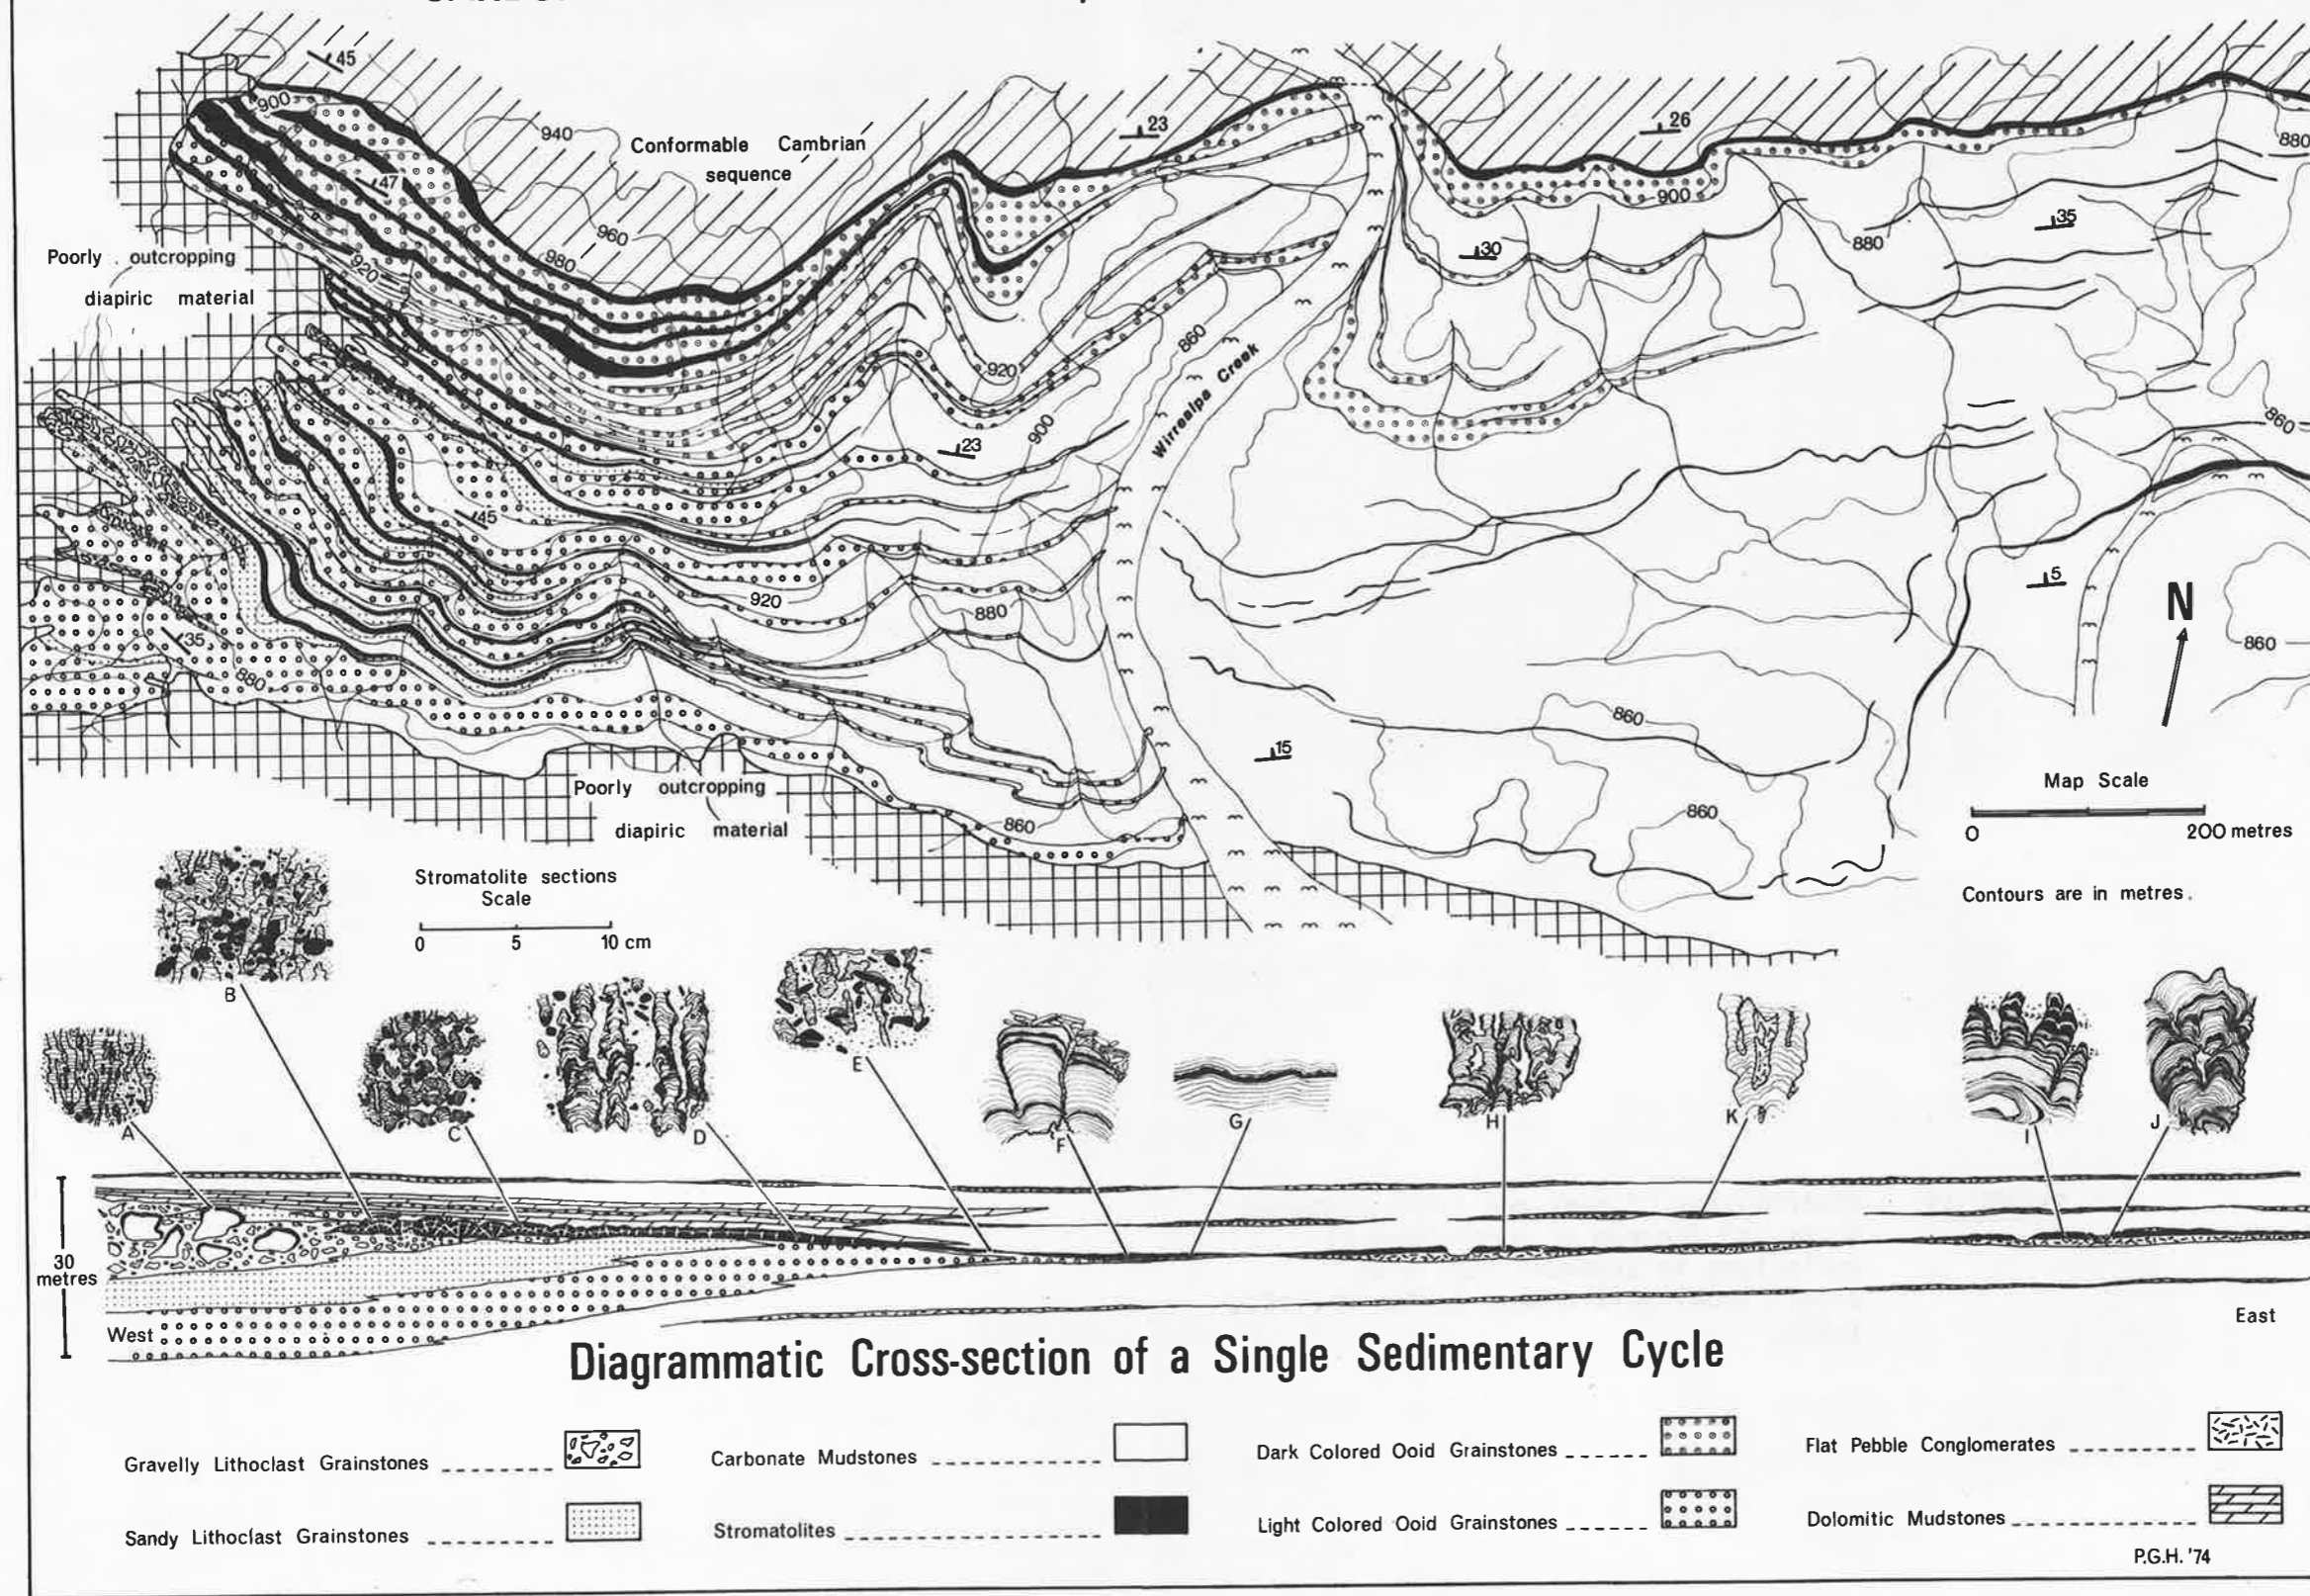 45
900
940
Conformable Cambrian
sequence
23
26
880
47
900
960
35
30
880
Poorly outcropping
diapiric material
920
980
860
Wirrealpa Creek
920
900
23
860
45
5
N
920
880
860
35
880
860
15
Map Scale
0 200 metres
Poorly outcropping
diapiric material
860
860
Contours are in metres.
Stromatolite sections
Scale
0 5 10 cm
B
A
C
D
E
F
G
H
K
I
J
30
metres
West
East
Diagrammatic Cross-section of a Single Sedimentary Cycle
Gravelly Lithoclast Grainstones
Carbonate Mudstones
Dark Colored Ooid Grainstones
Flat Pebble Conglomerates
Sandy Lithoclast Grainstones
Stromatolites
Light Colored Ooid Grainstones
Dolomitic Mudstones
P.G.H. '74